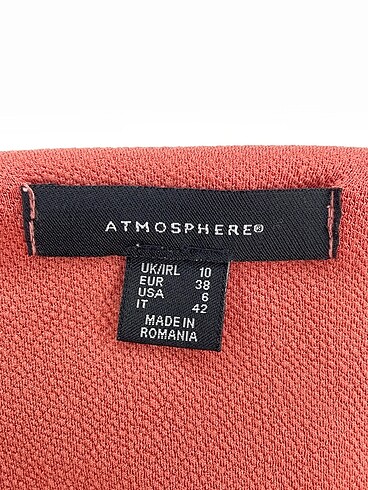 ATMOSPHERE®
UK/IRL 10
EUR 38
USA 6
IT 42
MADE IN
ROMANIA